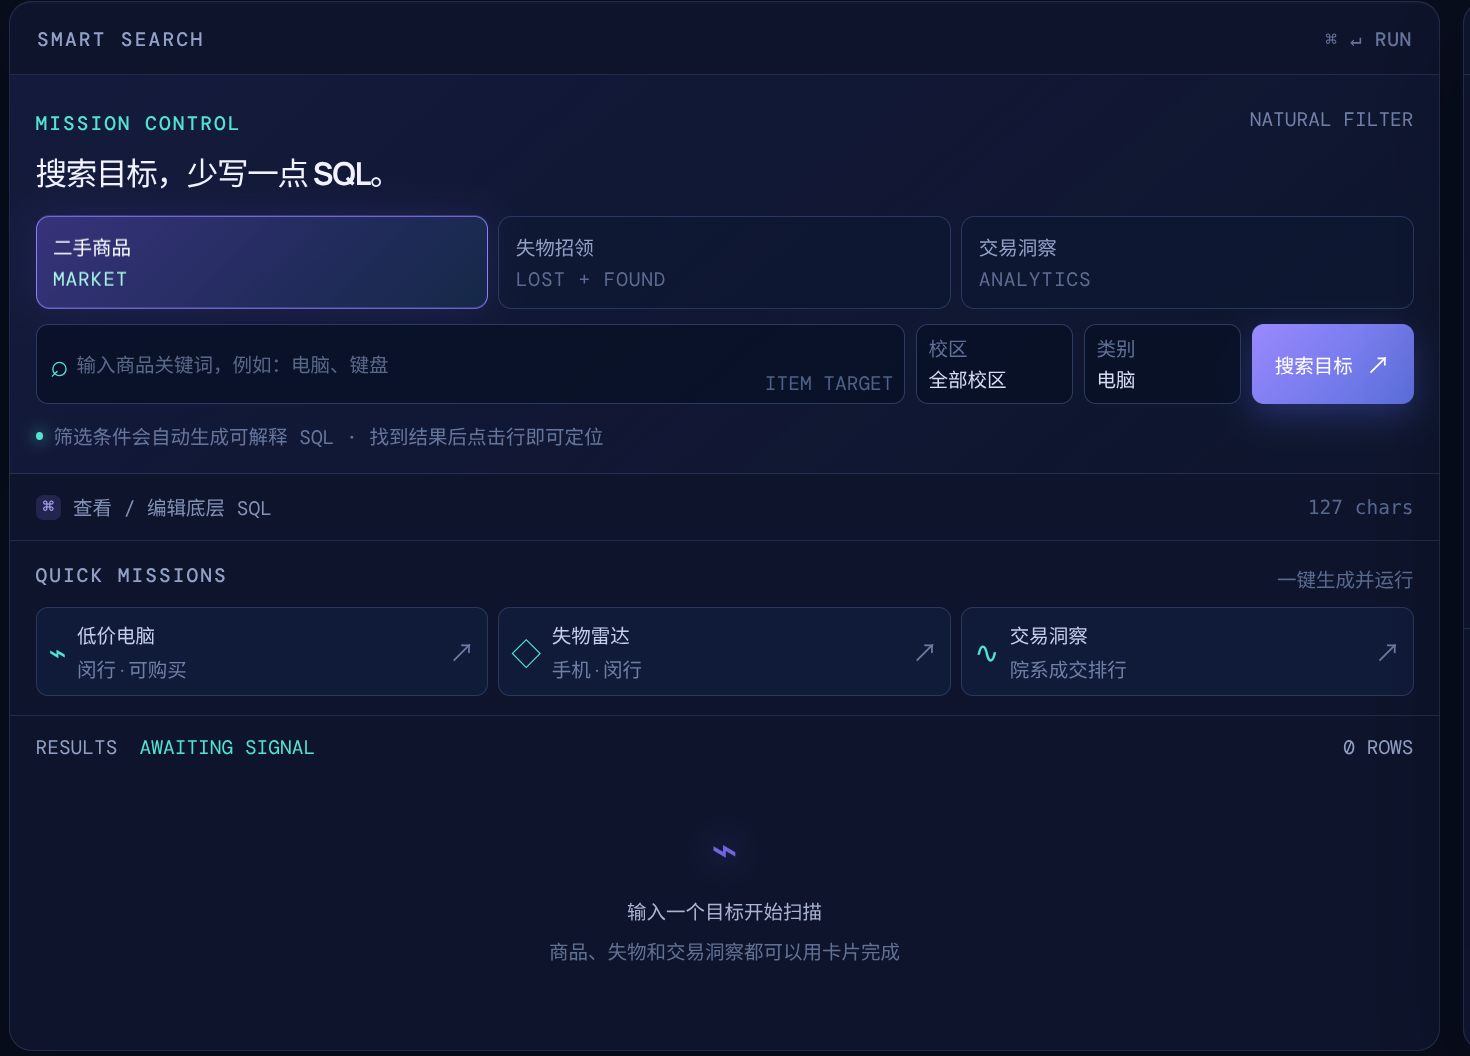 SMART SEARCH
⌘ ↵ RUN
MISSION CONTROL
NATURAL FILTER
搜索目标，少写一点 SQL。
二手商品
MARKET
失物招领
LOST + FOUND
交易洞察
ANALYTICS
输入商品关键词，例如：电脑、键盘
ITEM TARGET
校区
全部校区
类别
电脑
搜索目标 ↗
筛选条件会自动生成可解释 SQL · 找到结果后点击行即可定位
⌘ 查看 / 编辑底层 SQL
127 chars
QUICK MISSIONS
一键生成并运行
低价电脑
闵行 · 可购买
↗
失物雷达
手机 · 闵行
↗
交易洞察
院系成交排行
↗
RESULTS AWAITING SIGNAL
0 ROWS
输入一个目标开始扫描
商品、失物和交易洞察都可以用卡片完成